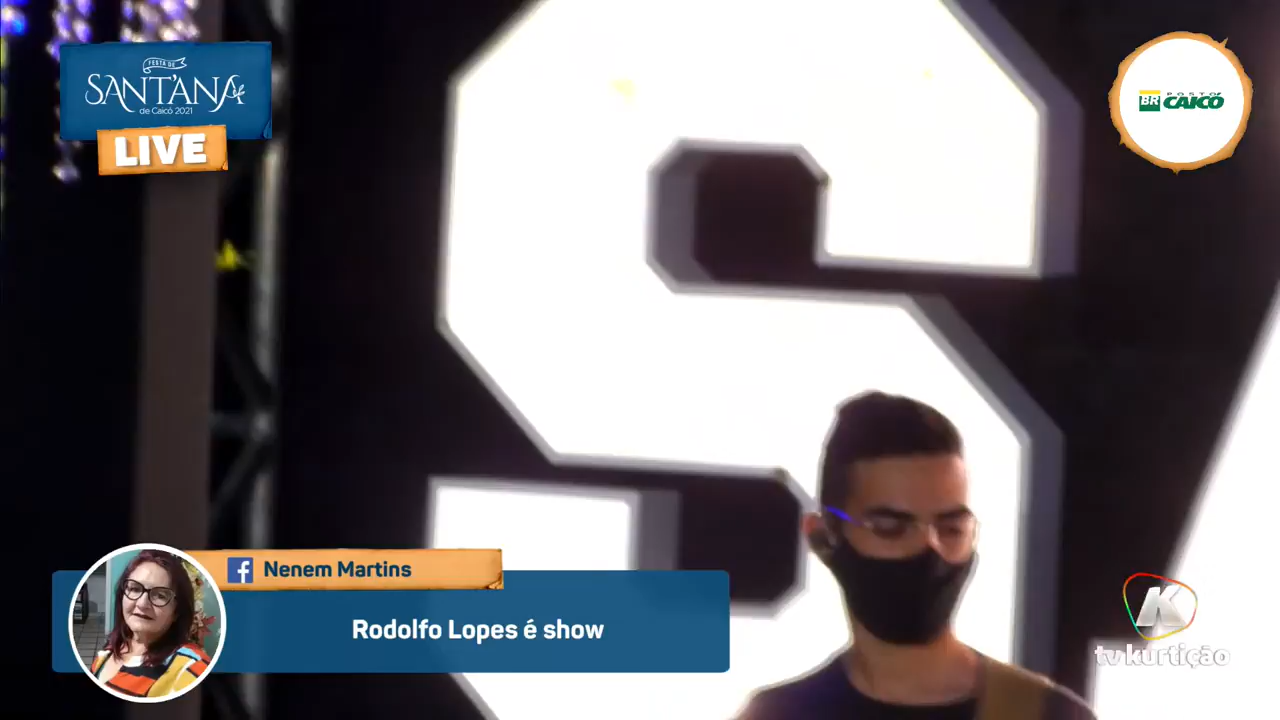 FESTA DE
SANT'ANA
de Caicó 2021
LIVE
BR
POSTO
CAICÓ
S
Nenem Martins
Rodolfo Lopes é show
K
tv kurtição